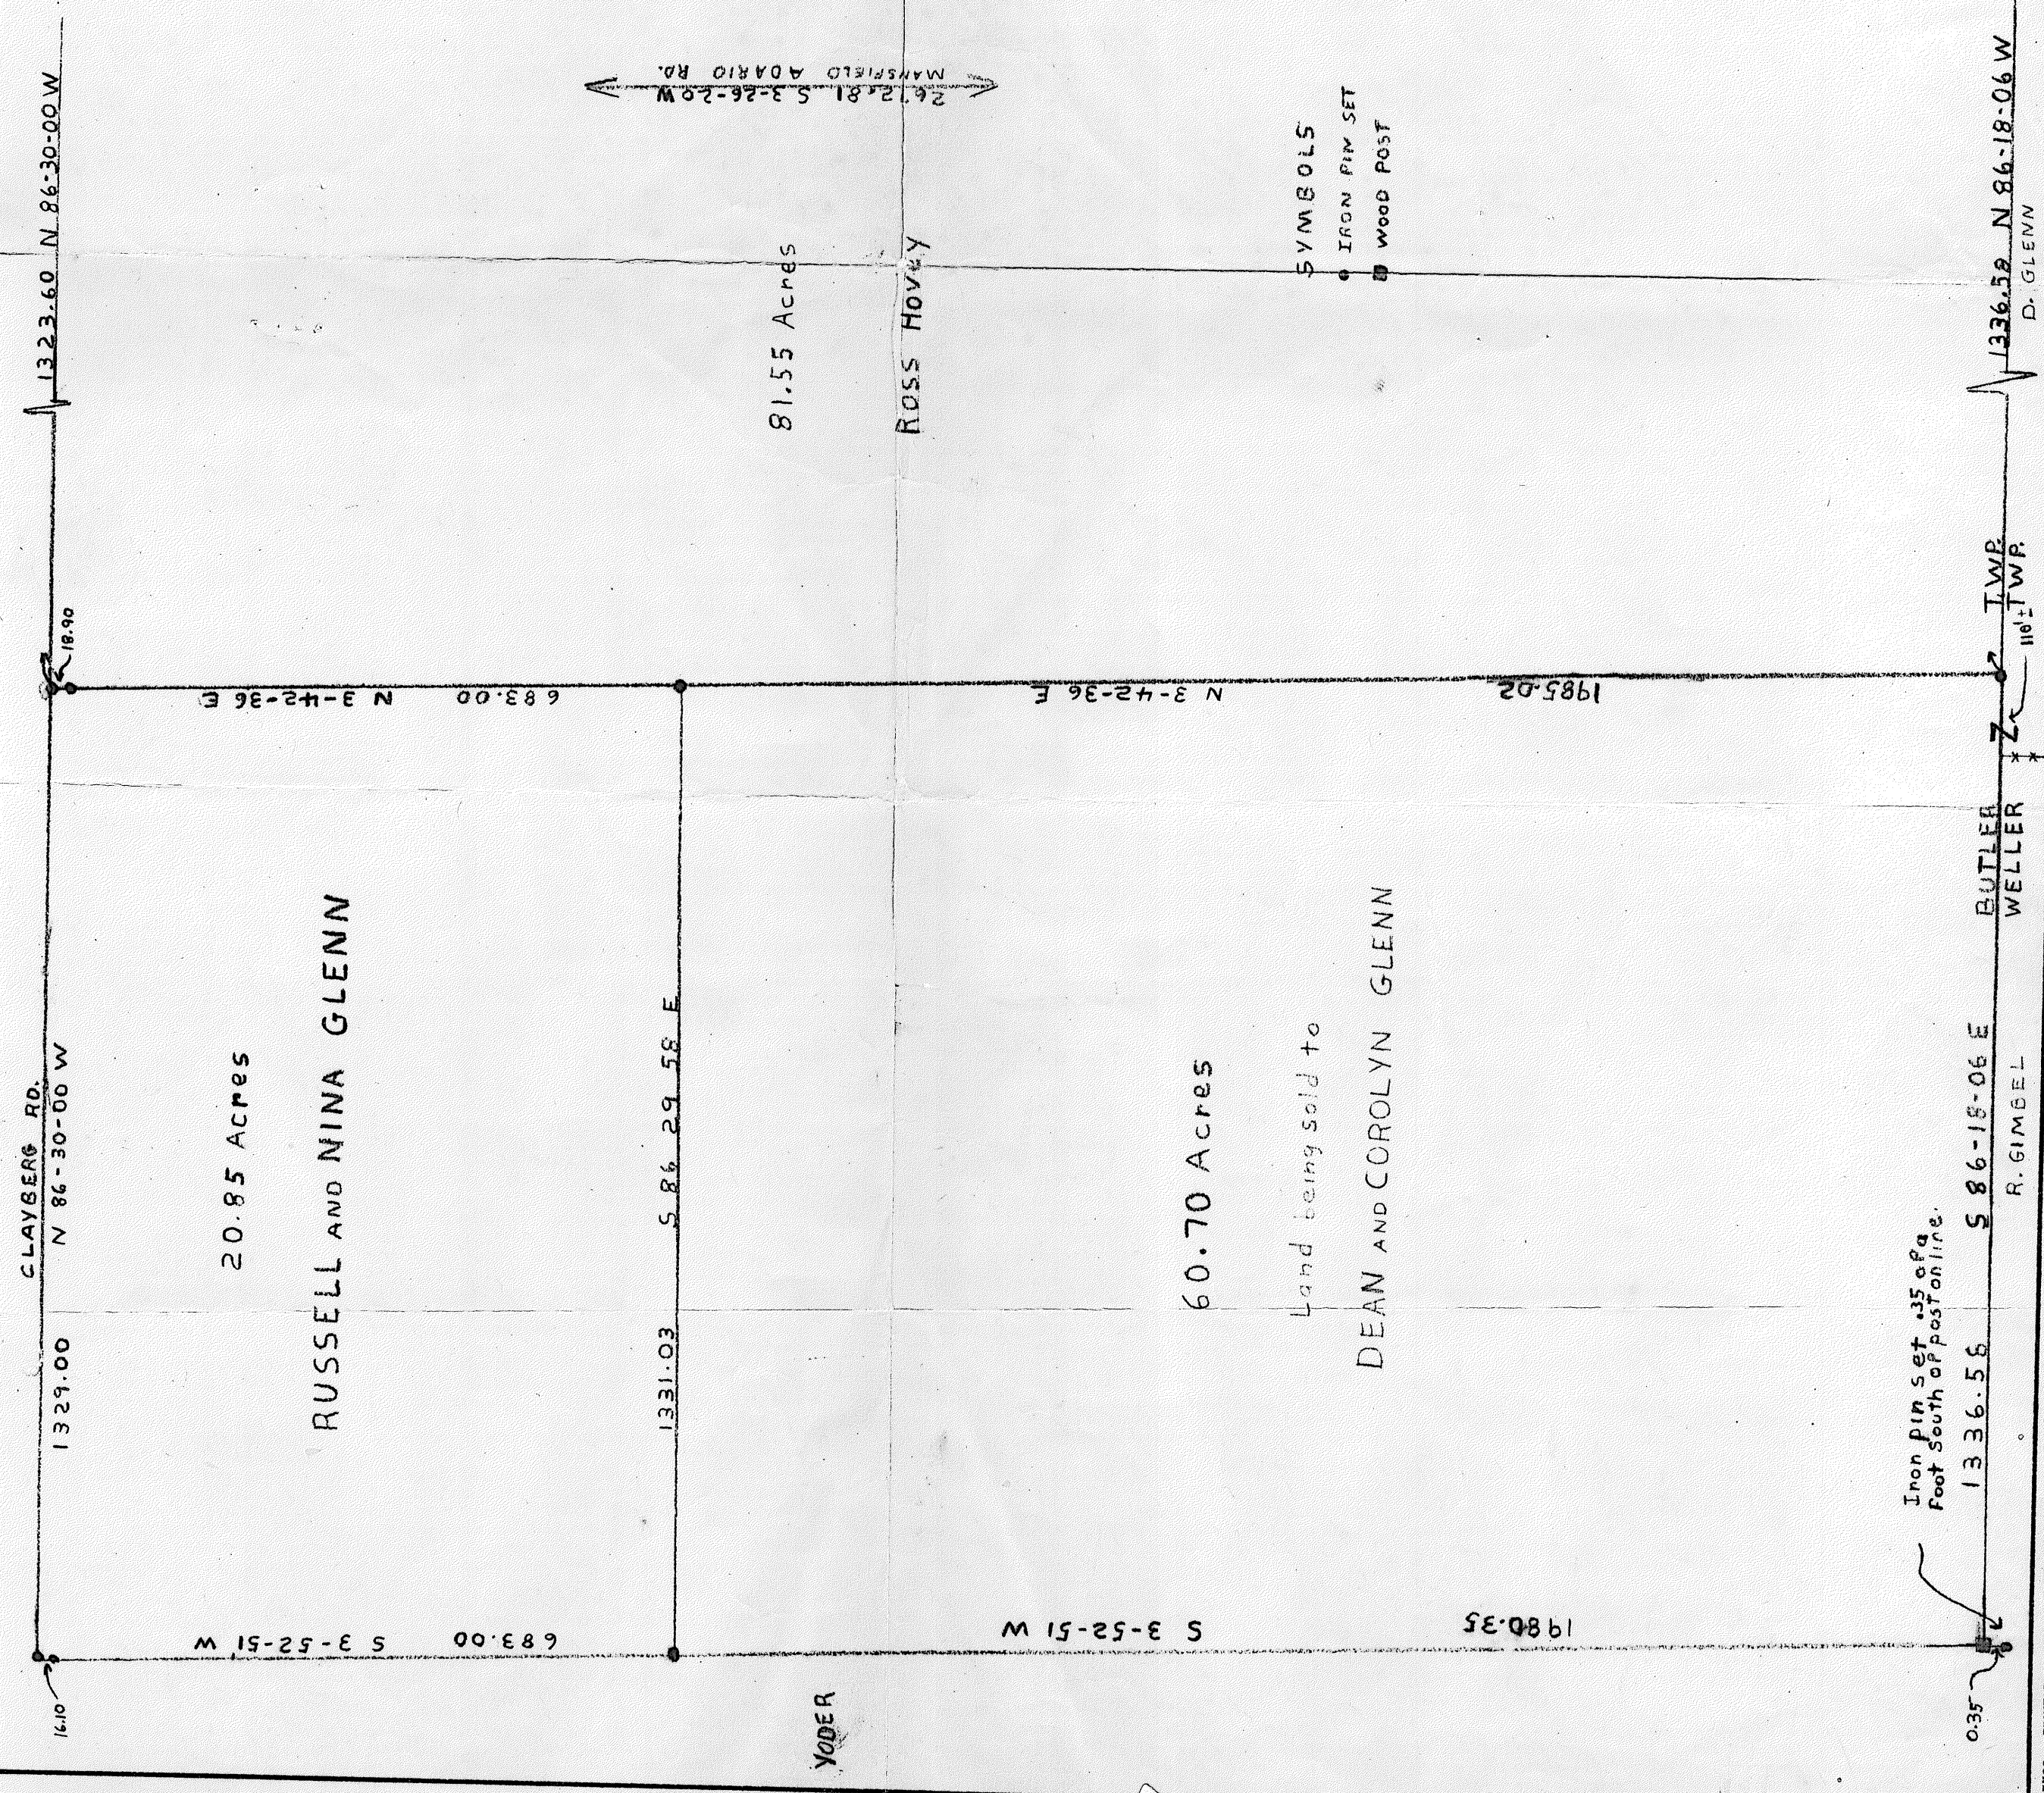 CLAYBERG RD.
1329.00 N 86-30-00 W
1323.60 N 86-30-00 W
18.90
16.10
20.85 Acres
RUSSELL AND NINA GLENN
N 3-42-36 E 683.00
S 3-52-51 W 683.00
1331.03 S 86 29 58 E
MANSFIELD ADARIO RD.
2672.81 S 3-26-20 W
81.55 Acres
ROSS HOVEY
YODER
N 3-42-36 E 1985.02
S 3-52-51 W 1980.35
60.70 Acres
Land being sold to
DEAN AND COROLYN GLENN
SYMBOLS
IRON PIN SET
WOOD POST
Iron pin set .35 of a
Foot South of post on line.
1336.58 S 86-18-06 E
1336.58 N 86-18-06 W
BUTLER TWP.
WELLER TWP.
110'±
R. GIMBEL
D. GLENN
0.35